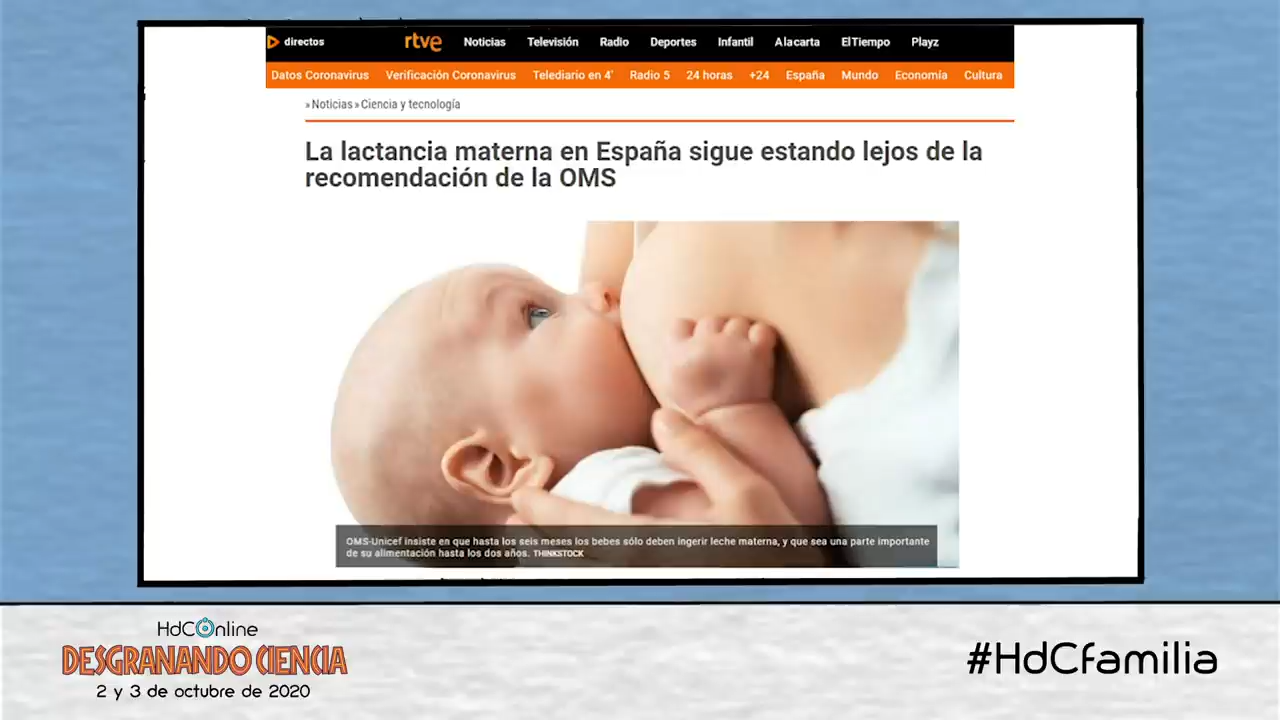 directos rtve Noticias Televisión Radio Deportes Infantil Alacarta ElTiempo Playz
Datos Coronavirus Verificación Coronavirus Telediario en 4' Radio 5 24 horas +24 España Mundo Economía Cultura
» Noticias » Ciencia y tecnología
La lactancia materna en España sigue estando lejos de la
recomendación de la OMS
OMS-Unicef insiste en que hasta los seis meses los bebes sólo deben ingerir leche materna, y que sea una parte importante
de su alimentación hasta los dos años. THINKSTOCK
HdCOnline
DESGRANANDO CIENCIA
2 y 3 de octubre de 2020
#HdCfamilia